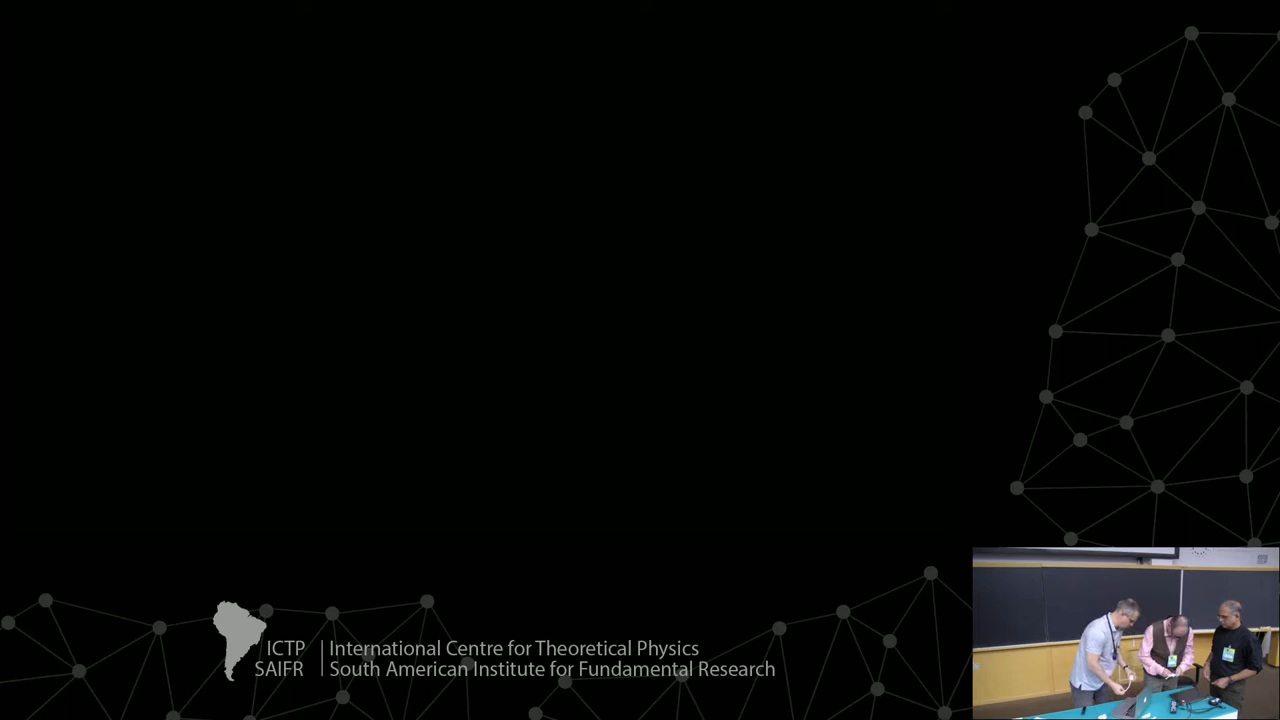 ICTP
SAIFR
International Centre for Theoretical Physics
South American Institute for Fundamental Research